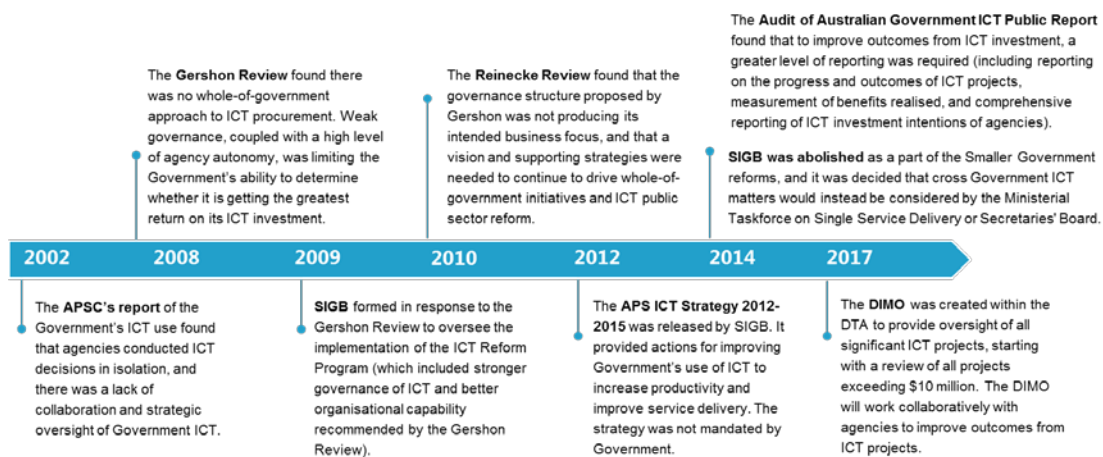 The Audit of Australian Government ICT Public Report
found that to improve outcomes from ICT investment, a
greater level of reporting was required (including reporting
on the progress and outcomes of ICT projects,
measurement of benefits realised, and comprehensive
reporting of ICT investment intentions of agencies).
The Gershon Review found there
was no whole-of-government
approach to ICT procurement. Weak
governance, coupled with a high level
of agency autonomy, was limiting the
Government's ability to determine
whether it is getting the greatest
return on its ICT investment.
The Reinecke Review found that the
governance structure proposed by
Gershon was not producing its
intended business focus, and that a
vision and supporting strategies were
needed to continue to drive whole-of-
government initiatives and ICT public
sector reform.
SIGB was abolished as a part of the Smaller Government
reforms, and it was decided that cross Government ICT
matters would instead be considered by the Ministerial
Taskforce on Single Service Delivery or Secretaries' Board.
2002 2008 2009 2010 2012 2014 2017
The APSC's report of the
Government's ICT use found
that agencies conducted ICT
decisions in isolation, and
there was a lack of
collaboration and strategic
oversight of Government ICT.
SIGB formed in response to the
Gershon Review to oversee the
implementation of the ICT Reform
Program (which included stronger
governance of ICT and better
organisational capability
recommended by the Gershon
Review).
The APS ICT Strategy 2012-
2015 was released by SIGB. It
provided actions for improving
Government's use of ICT to
increase productivity and
improve service delivery. The
strategy was not mandated by
Government.
The DIMO was created within the
DTA to provide oversight of all
significant ICT projects, starting
with a review of all projects
exceeding $10 million. The DIMO
will work collaboratively with
agencies to improve outcomes from
ICT projects.